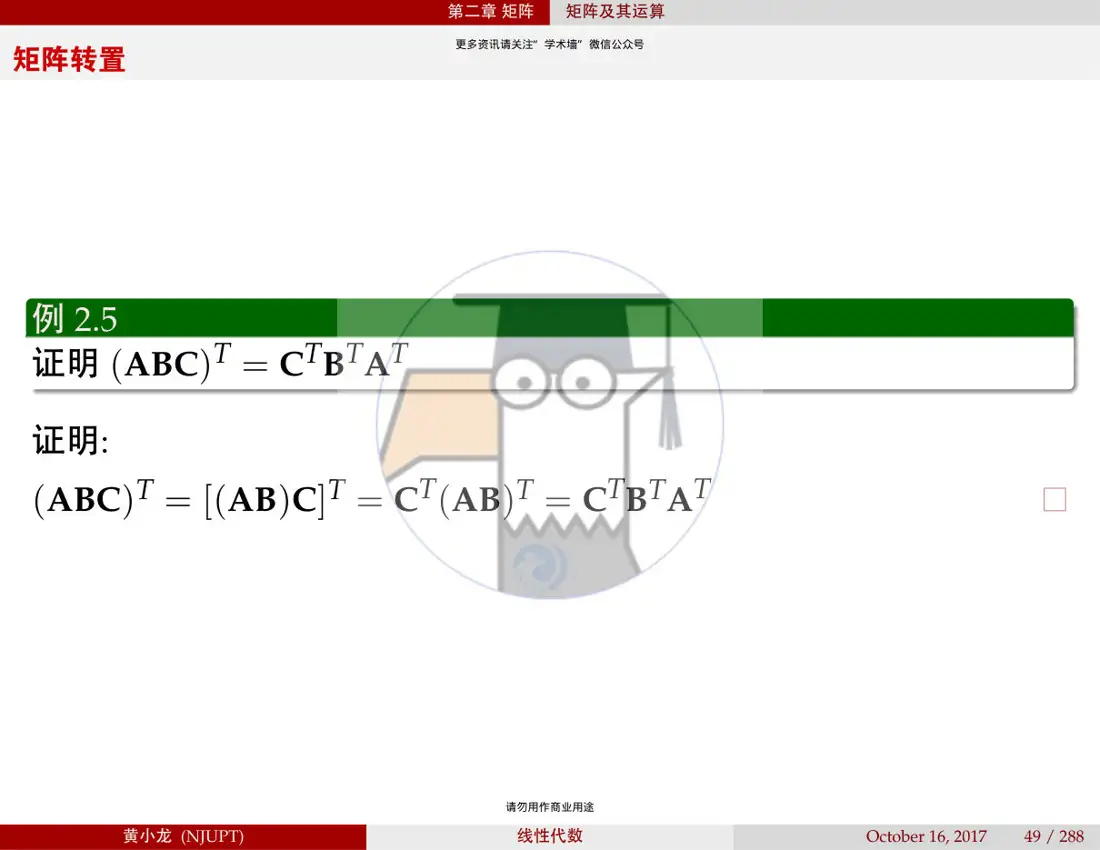 第二章 矩阵 矩阵及其运算
更多资讯请关注“学术墙”微信公众号
矩阵转置
例 2.5
证明 (ABC)^T = C^T B^T A^T
证明:
(ABC)^T = [(AB)C]^T = C^T (AB)^T = C^T B^T A^T □
请勿用作商业用途
黄小龙 (NJUPT) 线性代数 October 16, 2017 49 / 288